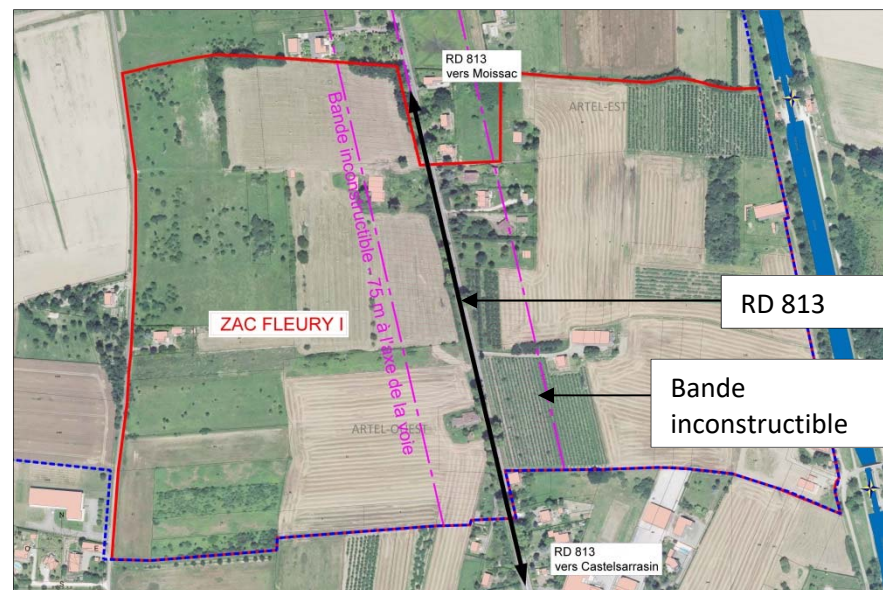 RD 813
vers Moissac
ARTEL-EST
Bande inconstructible - 75 m à l'axe de la voie
RD 813
ZAC FLEURY I
Bande
inconstructible
ARTEL-OUEST
N
O
E
S
RD 813
vers Castelsarrasin